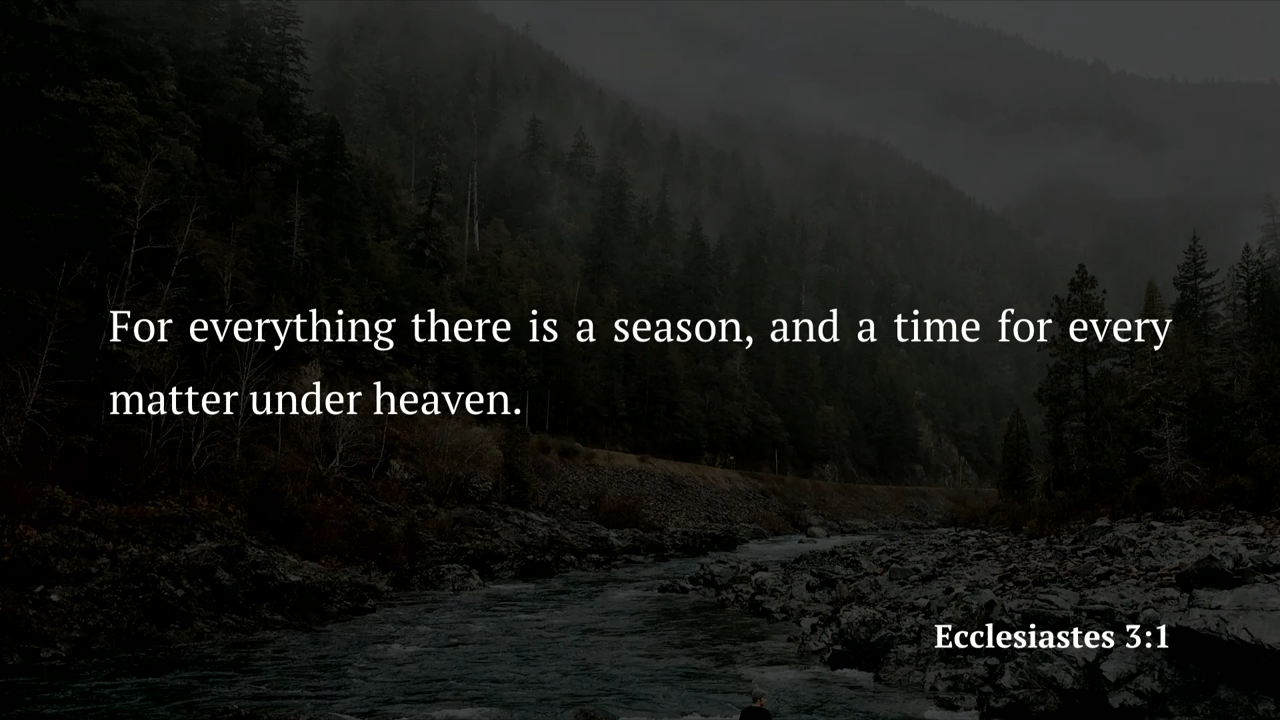 For everything there is a season, and a time for every
matter under heaven.
Ecclesiastes 3:1